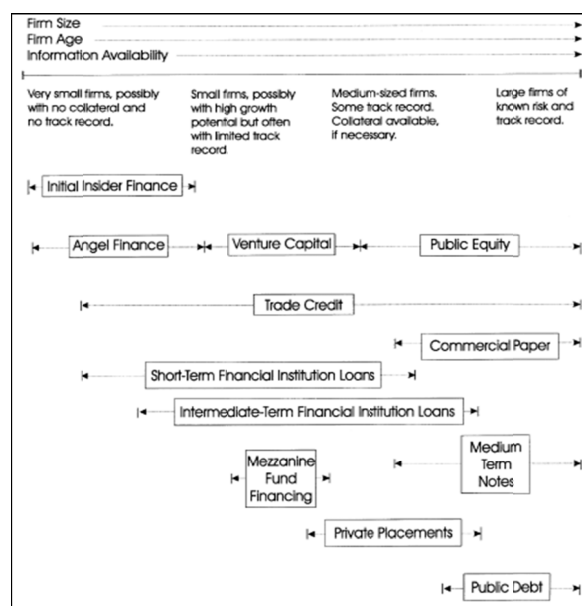 Firm Size
Firm Age
Information Availability
Very small firms, possibly
with no collateral and
no track record.
Small firms, possibly
with high growth
potential but often
with limited track
record
Medium-sized firms.
Some track record.
Collateral available,
if necessary.
Large firms of
known risk and
track record.
Initial Insider Finance
Angel Finance
Venture Capital
Public Equity
Trade Credit
Commercial Paper
Short-Term Financial Institution Loans
Intermediate-Term Financial Institution Loans
Mezzanine
Fund
Financing
Medium
Term
Notes
Private Placements
Public Debt